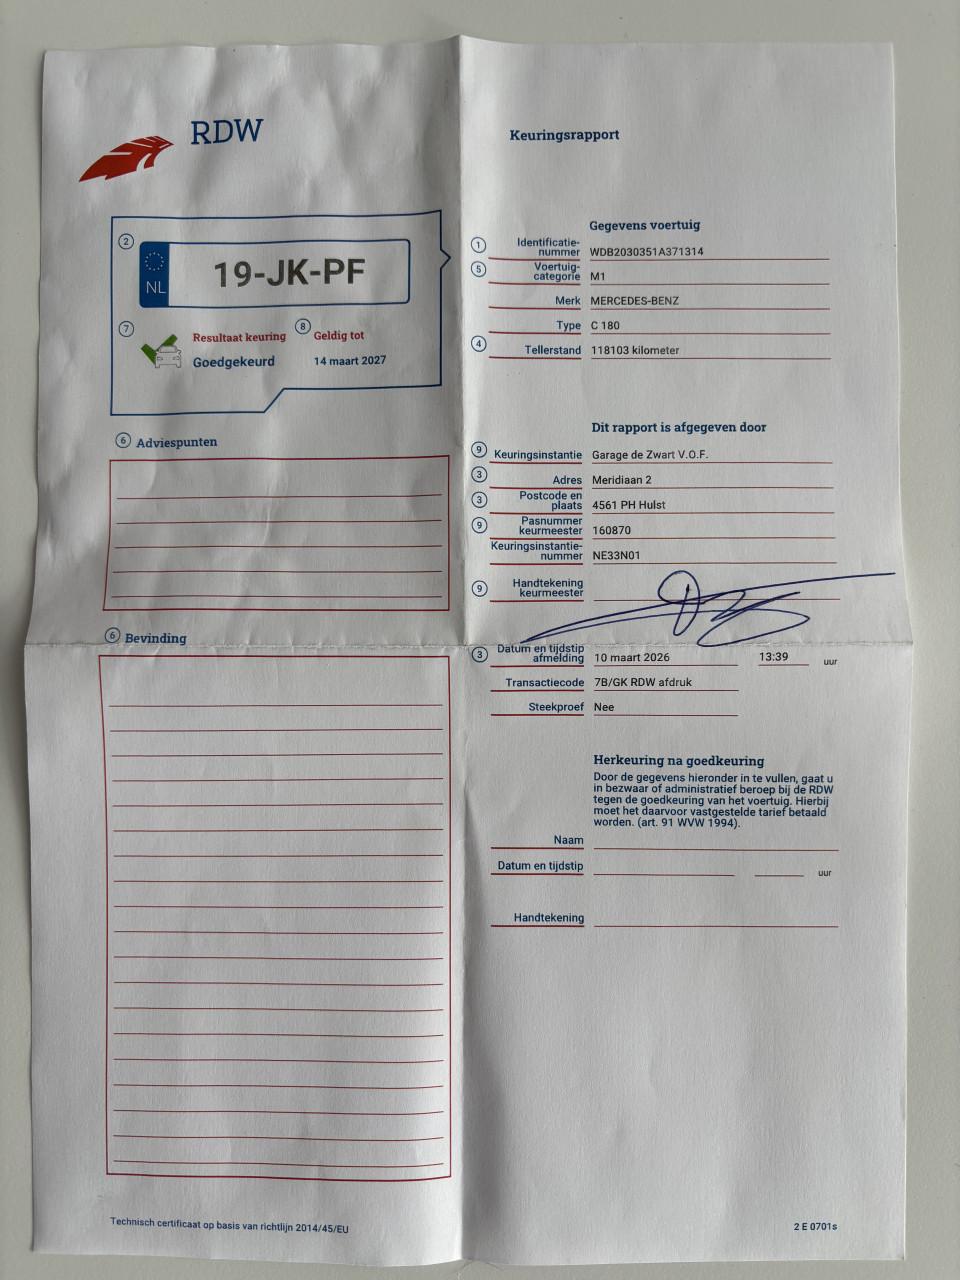 RDW
Keuringsrapport
2
NL
19-JK-PF
7
Resultaat keuring
Goedgekeurd
8
Geldig tot
14 maart 2027
6 Adviespunten
6 Bevinding
Gegevens voertuig
1 Identificatie-
nummer WDB2030351A371314
5 Voertuig-
categorie M1
Merk MERCEDES-BENZ
Type C 180
4 Tellerstand 118103 kilometer
Dit rapport is afgegeven door
9 Keuringsinstantie Garage de Zwart V.O.F.
3 Adres Meridiaan 2
3 Postcode en
plaats 4561 PH Hulst
9 Pasnummer
keurmeester 160870
Keuringsinstantie-
nummer NE33N01
9 Handtekening
keurmeester
3 Datum en tijdstip
afmelding 10 maart 2026 13:39 uur
Transactiecode 7B/GK RDW afdruk
Steekproef Nee
Herkeuring na goedkeuring
Door de gegevens hieronder in te vullen, gaat u
in bezwaar of administratief beroep bij de RDW
tegen de goedkeuring van het voertuig. Hierbij
moet het daarvoor vastgestelde tarief betaald
worden. (art. 91 WVW 1994).
Naam
Datum en tijdstip uur
Handtekening
Technisch certificaat op basis van richtlijn 2014/45/EU
2 E 0701s